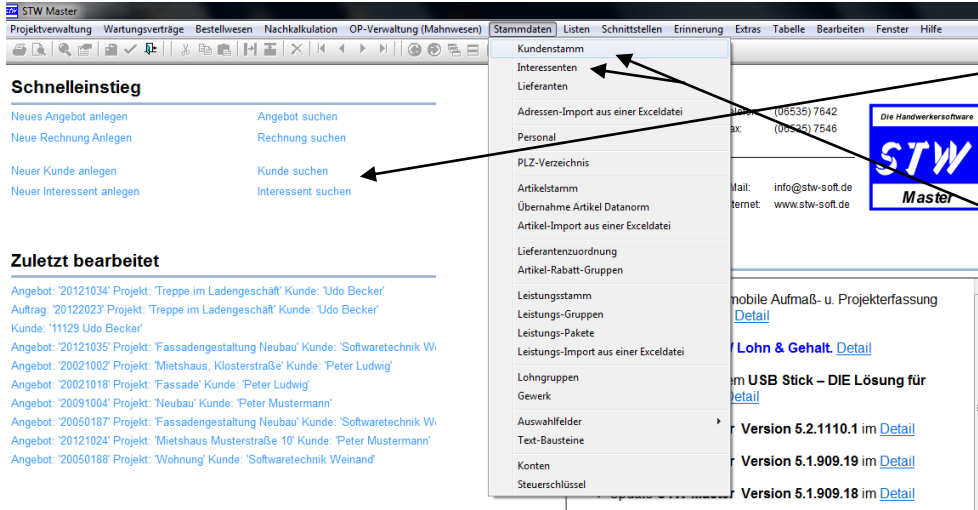 STW Master
Projektverwaltung Wartungsverträge Bestellwesen Nachkalkulation OP-Verwaltung (Mahnwesen) Stammdaten Listen Schnittstellen Erinnerung Extras Tabelle Bearbeiten Fenster Hilfe
Schnelleinstieg
Neues Angebot anlegen Angebot suchen
Neue Rechnung Anlegen Rechnung suchen
Neuer Kunde anlegen Kunde suchen
Neuer Interessent anlegen Interessent suchen
Zuletzt bearbeitet
Angebot: '20121034' Projekt: 'Treppe im Ladengeschäft' Kunde: 'Udo Becker'
Auftrag: '20122023' Projekt: 'Treppe im Ladengeschäft' Kunde: 'Udo Becker'
Kunde: '11129 Udo Becker'
Angebot: '20121035' Projekt: 'Fassadengestaltung Neubau' Kunde: 'Softwaretechnik
Angebot: '20021002' Projekt: 'Mietshaus, Klosterstraße' Kunde: 'Peter Ludwig'
Angebot: '20021018' Projekt: 'Fassade' Kunde: 'Peter Ludwig'
Angebot: '20091004' Projekt: 'Neubau' Kunde: 'Peter Mustermann'
Angebot: '20050187' Projekt: 'Fassadengestaltung Neubau' Kunde: 'Softwaretechnik
Angebot: '20121024' Projekt: 'Mietshaus Musterstraße 10' Kunde: 'Peter Mustermann'
Angebot: '20050188' Projekt: 'Wohnung' Kunde: 'Softwaretechnik Weinand'
Kundenstamm
Interessenten
Lieferanten
Adressen-Import aus einer Exceldatei
Personal
PLZ-Verzeichnis
Artikelstamm
Übernahme Artikel Datanorm
Artikel-Import aus einer Exceldatei
Lieferantenzuordnung
Artikel-Rabatt-Gruppen
Leistungsstamm
Leistungs-Gruppen
Leistungs-Pakete
Leistungs-Import aus einer Exceldatei
Lohngruppen
Gewerk
Auswahlfelder
Text-Bausteine
Konten
Steuerschlüssel
(06535) 7642
(06535) 7546
info@stw-soft.de
www.stw-soft.de
Die Handwerkersoftware
STW
Master
mobile Aufmaß- u. Projekterfassung
Detail
Lohn & Gehalt. Detail
USB Stick – DIE Lösung für
Detail
Version 5.2.1110.1 im Detail
Version 5.1.909.19 im Detail
Version 5.1.909.18 im Detail